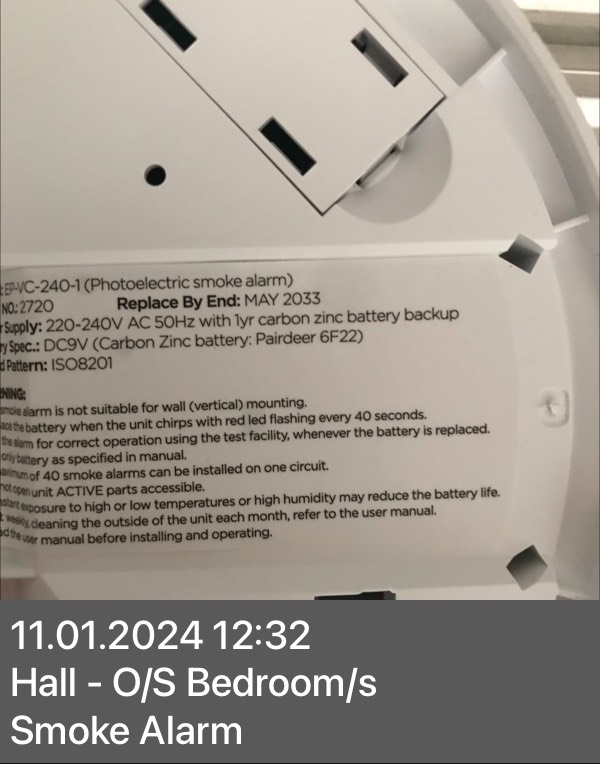 EP-VC-240-1 (Photoelectric smoke alarm)
NO.: 2720 Replace By End: MAY 2033
Supply: 220-240V AC 50Hz with 1yr carbon zinc battery backup
Spec.: DC9V (Carbon Zinc battery: Pairdeer 6F22)
Pattern: ISO8201
NING:
smoke alarm is not suitable for wall (vertical) mounting.
the battery when the unit chirps with red led flashing every 40 seconds.
the alarm for correct operation using the test facility, whenever the battery is replaced.
only battery as specified in manual.
of 40 smoke alarms can be installed on one circuit.
not open unit ACTIVE parts accessible.
exposure to high or low temperatures or high humidity may reduce the battery life.
cleaning the outside of the unit each month, refer to the user manual.
the user manual before installing and operating.
11.01.2024 12:32
Hall - O/S Bedroom/s
Smoke Alarm